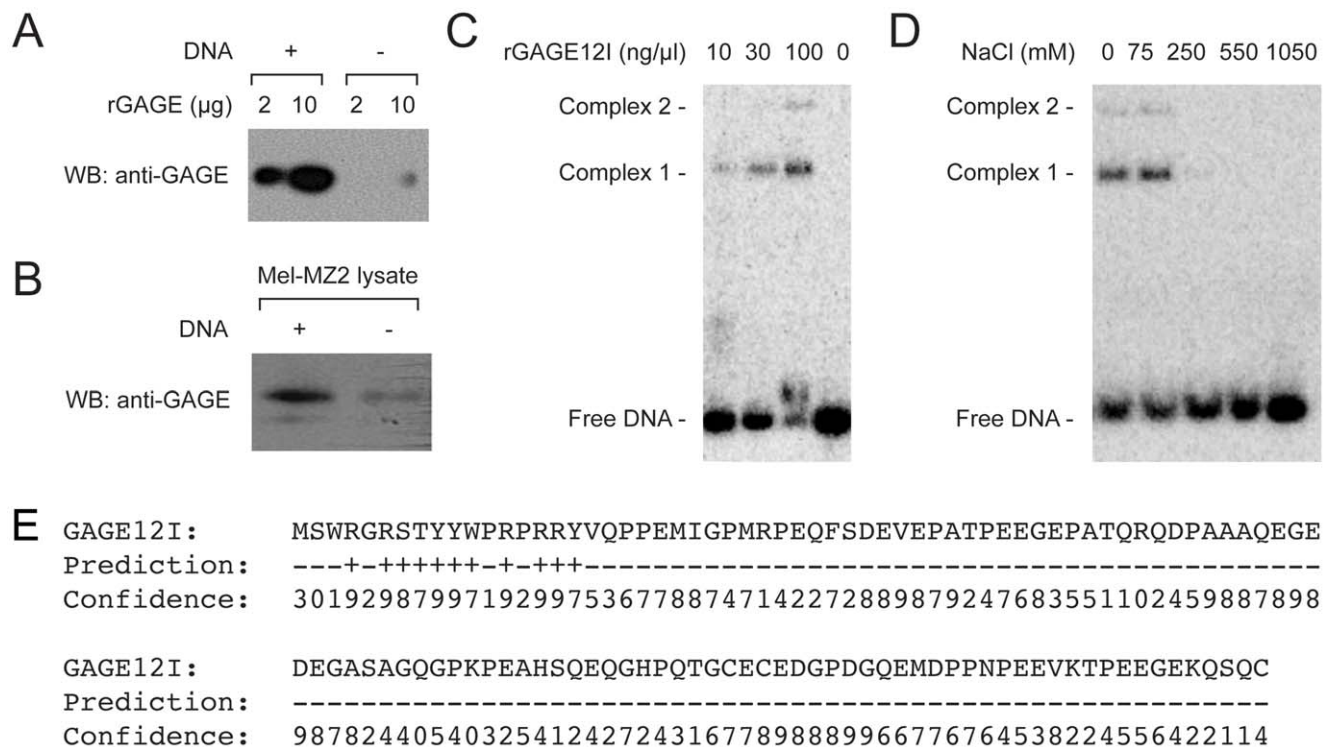 A
DNA + -
rGAGE (µg) 2 10 2 10
WB: anti-GAGE
B
Mel-MZ2 lysate
DNA + -
WB: anti-GAGE
C
rGAGE12I (ng/µl) 10 30 100 0
Complex 2 -
Complex 1 -
Free DNA -
D
NaCl (mM) 0 75 250 550 1050
Complex 2 -
Complex 1 -
Free DNA -
E
GAGE12I: MSWRGRSTYYWPRPRRYVQPPEMIGPMRPEQFSDEVEPATPEEGEPATQRQDPAAAQEGE
Prediction: ---+-++++++-+-+++-------------------------------------------
Confidence: 301929879971929975367788747142272889879247683551102459887898
GAGE12I: DEGASAGQGPKPEAHSQEQGHPQTGCECEDGPDGQEMDPPNPEEVKTPEEGEKQSQC
Prediction: ---------------------------------------------------------
Confidence: 987824405403254124272431677898889966776764538224556422114